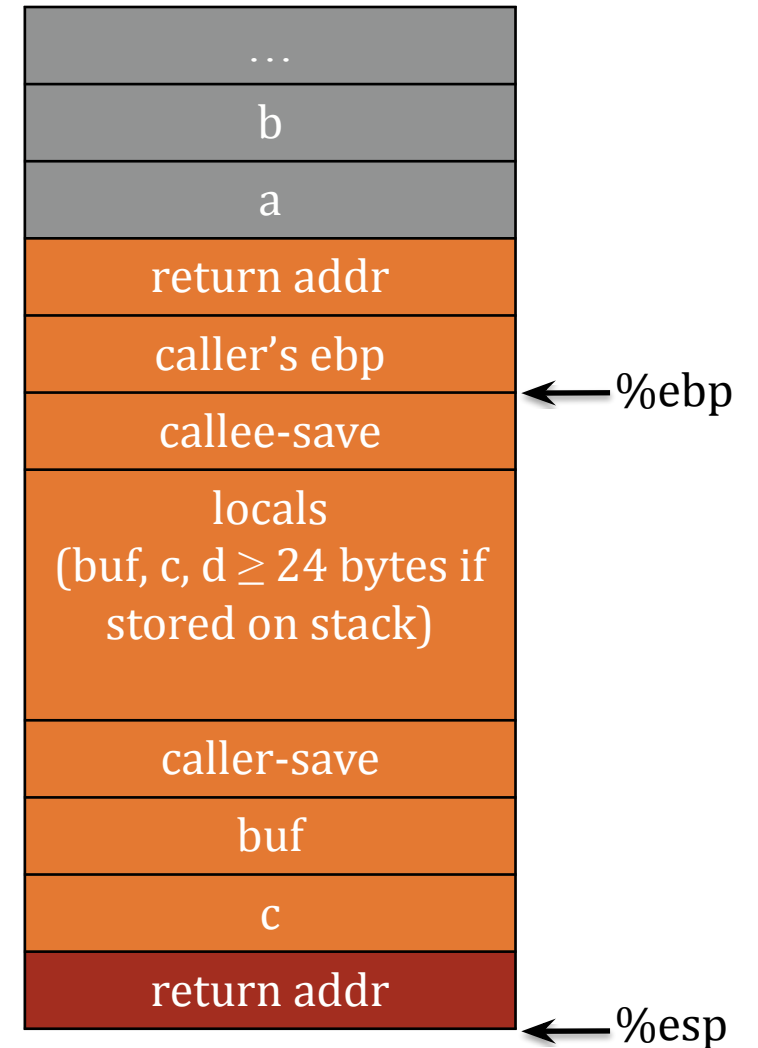 ...
b
a
return addr
caller’s ebp
%ebp
callee-save
locals
(buf, c, d ≥ 24 bytes if
stored on stack)
caller-save
buf
c
return addr
%esp